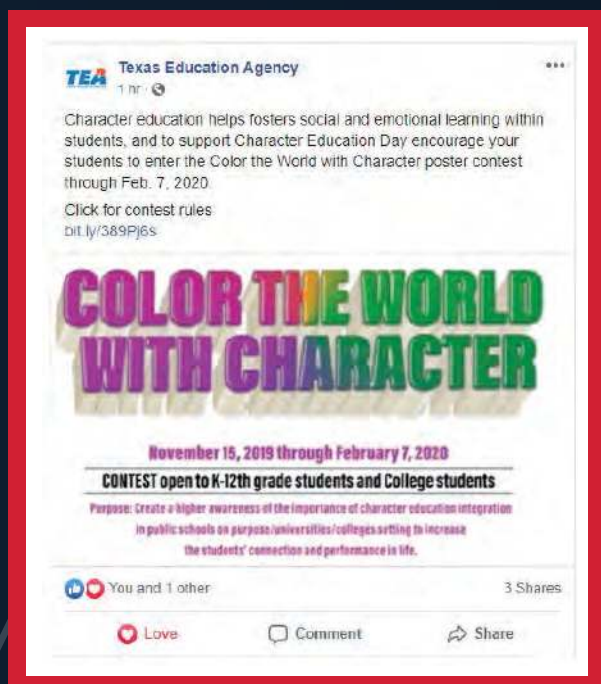 TEA
Texas Education Agency
1 hr
Character education helps fosters social and emotional learning within
students, and to support Character Education Day encourage your
students to enter the Color the World with Character poster contest
through Feb. 7, 2020.
Click for contest rules
bit.ly/389Pj6s
COLOR THE WORLD
WITH CHARACTER
November 15, 2019 through February 7, 2020
CONTEST open to K-12th grade students and College students
Purpose: Create a higher awareness of the importance of character education integration
in public schools on purpose/universities/colleges setting to increase
the students' connection and performance in life.
You and 1 other
3 Shares
Love
Comment
Share